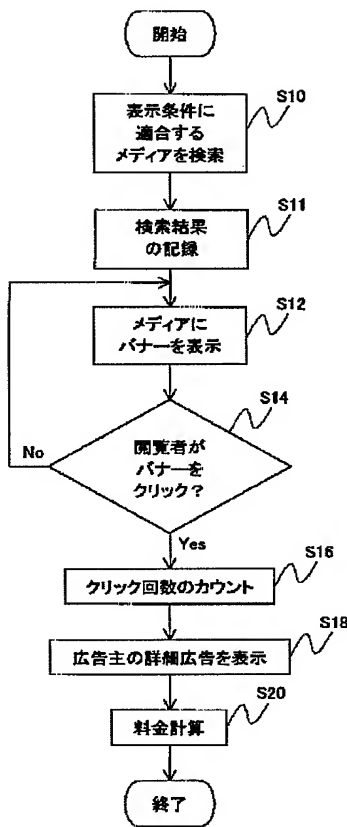 開始
S10
表示条件に
適合する
メディアを検索
S11
検索結果
の記録
S12
メディアに
バナーを表示
S14
閲覧者が
バナーを
クリック？
No
Yes
S16
クリック回数のカウント
S18
広告主の詳細広告を表示
S20
料金計算
終了